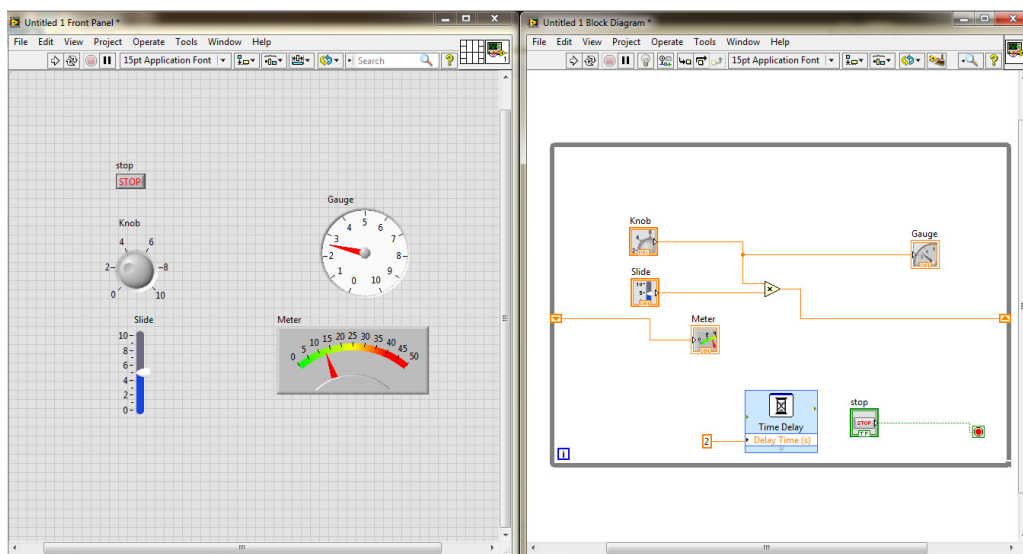 Untitled 1 Front Panel *
File Edit View Project Operate Tools Window Help
15pt Application Font
Search
1
stop
STOP
Knob
0 2 4 6 8 10
Slide
10
8
6
4
2
0
Gauge
0 1 2 3 4 5 6 7 8 9 10
Meter
0 5 10 15 20 25 30 35 40 45 50
Untitled 1 Block Diagram *
File Edit View Project Operate Tools Window Help
15pt Application Font
Knob
Gauge
Slide
Meter
Time Delay
Delay Time (s)
2
stop
STOP
TF
i